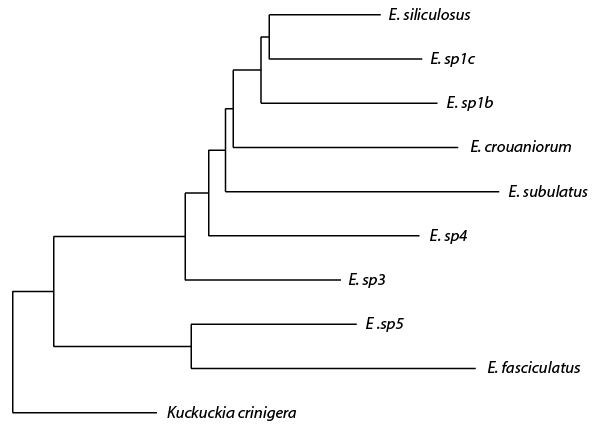 E. siliculosus
E. sp1c
E. sp1b
E. crouaniorum
E. subulatus
E. sp4
E. sp3
E .sp5
E. fasciculatus
Kuckuckia crinigera